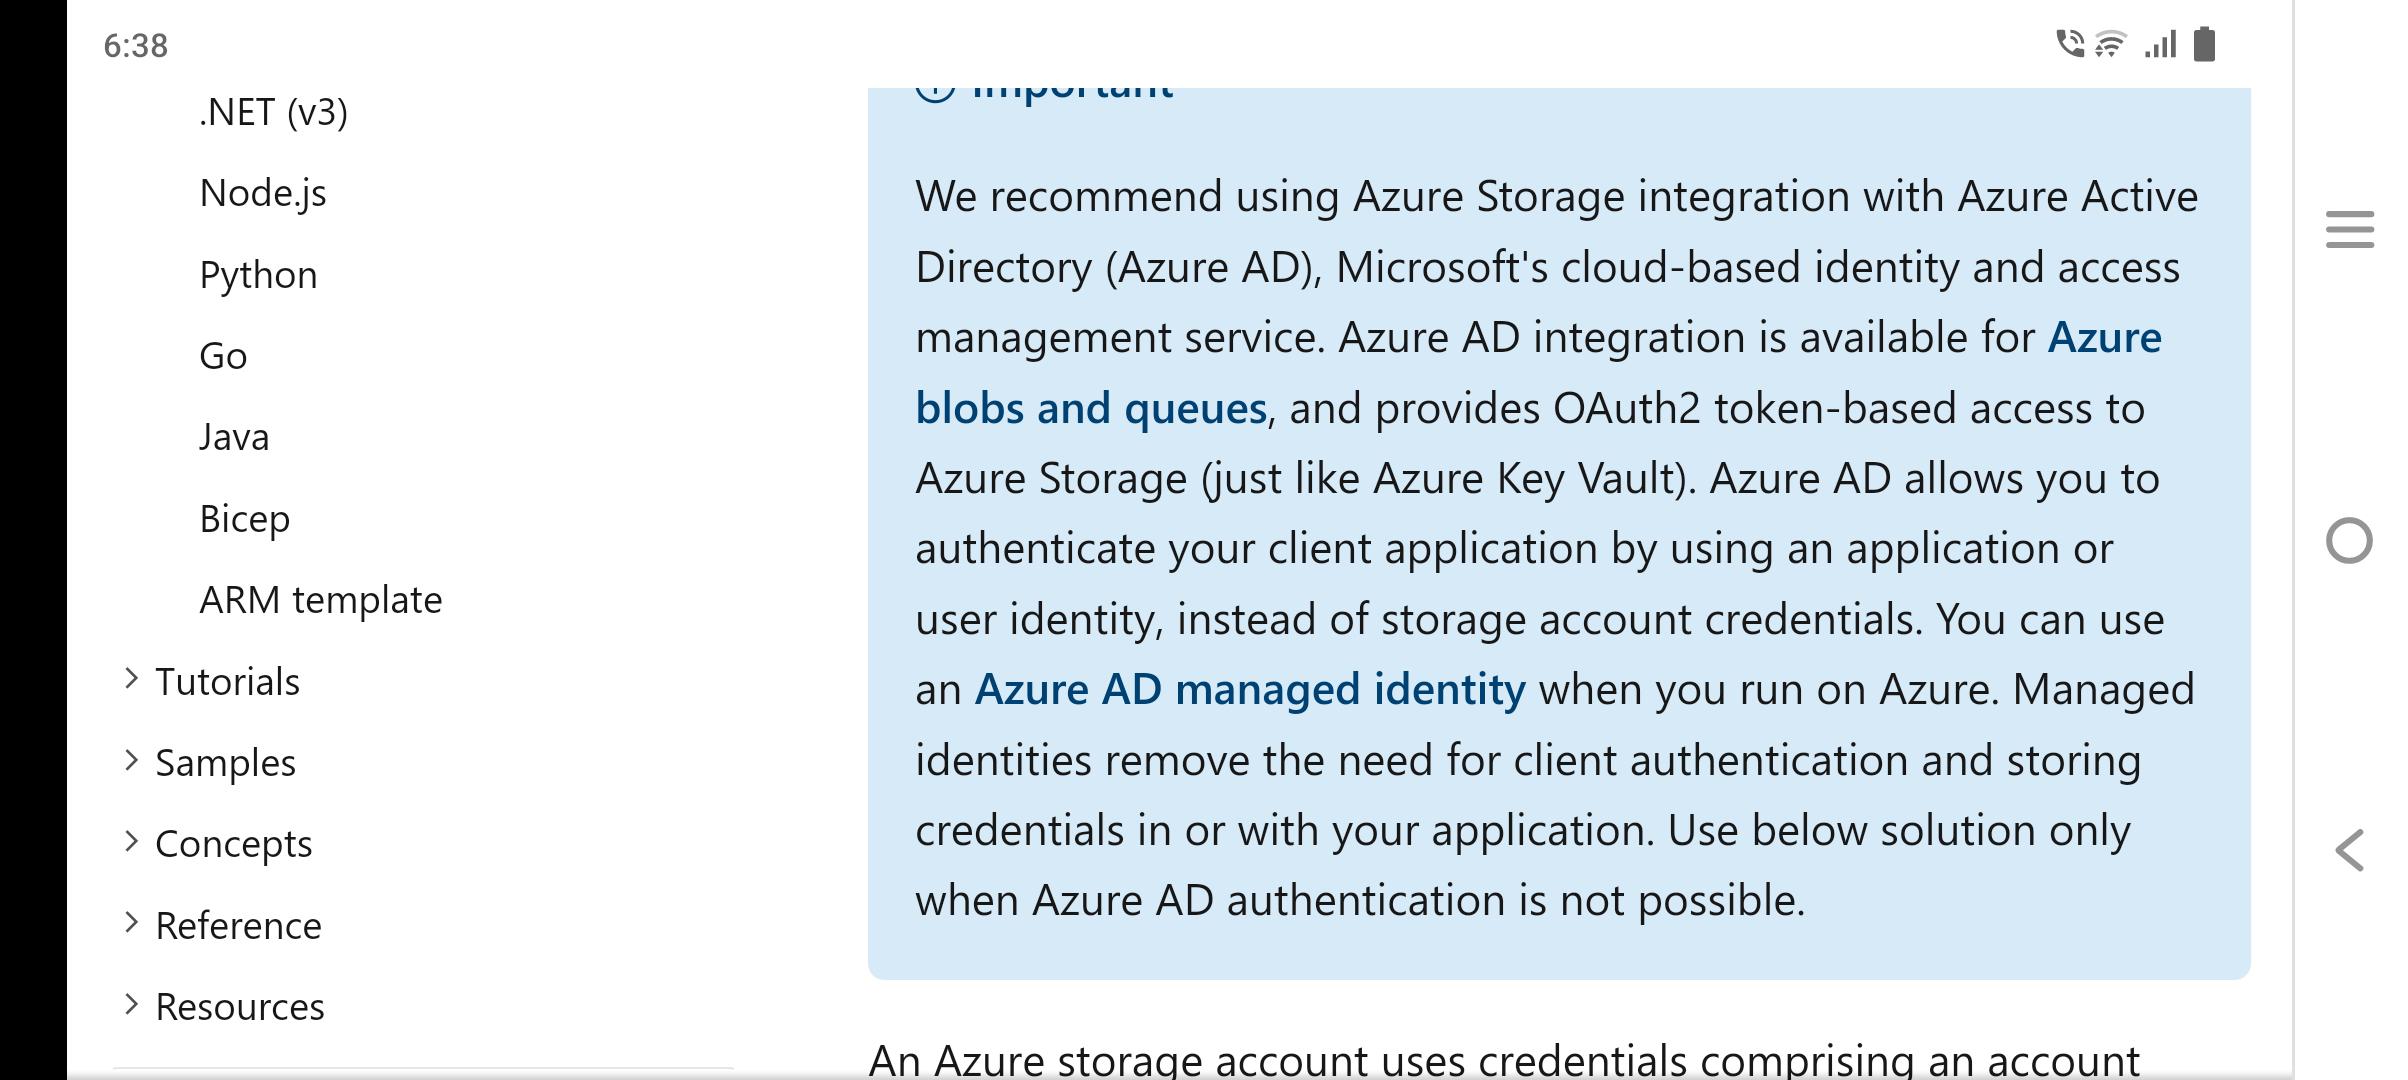 6:38
.NET (v3)
Node.js
Python
Go
Java
Bicep
ARM template
Tutorials
Samples
Concepts
Reference
Resources
Important
We recommend using Azure Storage integration with Azure Active
Directory (Azure AD), Microsoft's cloud-based identity and access
management service. Azure AD integration is available for Azure
blobs and queues, and provides OAuth2 token-based access to
Azure Storage (just like Azure Key Vault). Azure AD allows you to
authenticate your client application by using an application or
user identity, instead of storage account credentials. You can use
an Azure AD managed identity when you run on Azure. Managed
identities remove the need for client authentication and storing
credentials in or with your application. Use below solution only
when Azure AD authentication is not possible.
An Azure storage account uses credentials comprising an account